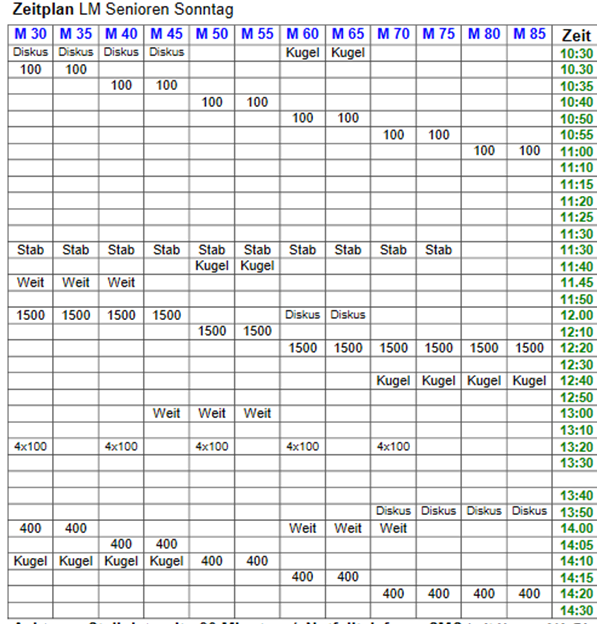 Zeitplan LM Senioren Sonntag
M 30 M 35 M 40 M 45 M 50 M 55 M 60 M 65 M 70 M 75 M 80 M 85 Zeit
Diskus Diskus Diskus Diskus Kugel Kugel 10:30
100 100 10.30
100 100 10:35
100 100 10:40
100 100 10:50
100 100 10:55
100 100 11:00
11:10
11:15
11:20
11:25
11:30
Stab Stab Stab Stab Stab Stab Stab Stab Stab Stab 11:30
Kugel Kugel 11:40
Weit Weit Weit 11.45
11:50
1500 1500 1500 1500 Diskus Diskus 12.00
1500 1500 12:10
1500 1500 1500 1500 1500 1500 12:20
12:30
Kugel Kugel Kugel Kugel 12:40
12:50
Weit Weit Weit 13:00
13:10
4x100 4x100 4x100 4x100 4x100 13:20
13:30
13:40
Diskus Diskus Diskus Diskus 13:50
400 400 Weit Weit Weit 14.00
400 400 14:05
Kugel Kugel Kugel Kugel 400 400 14:10
400 400 14:15
400 400 400 400 14:20
14:30